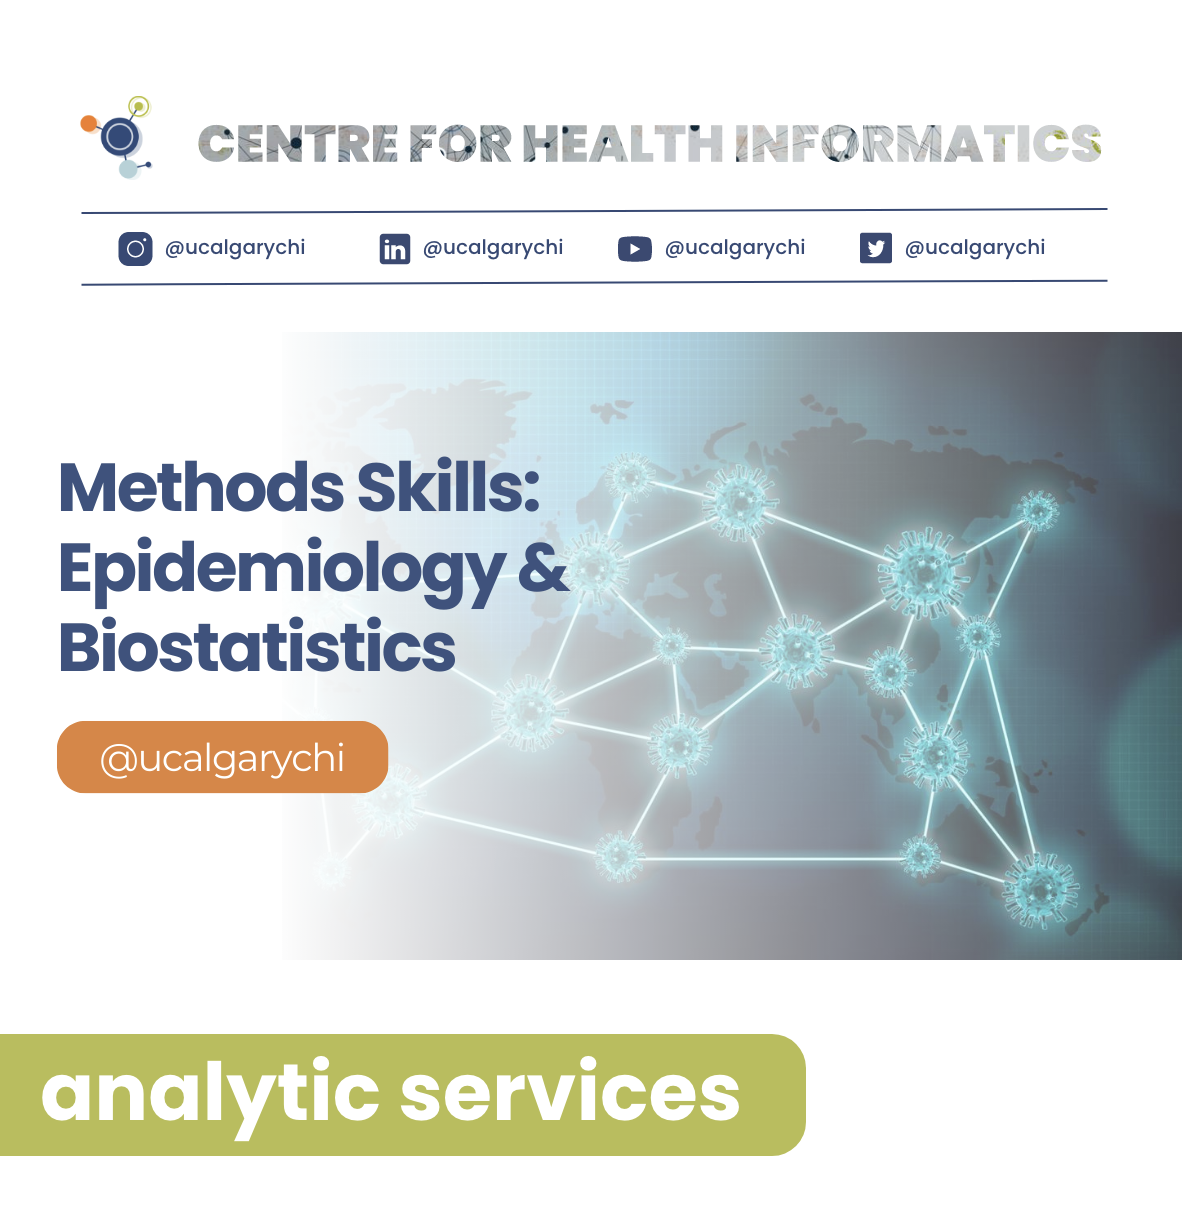 CENTRE FOR HEALTH INFORMATICS
@ucalgarychi @ucalgarychi @ucalgarychi @ucalgarychi
Methods Skills:
Epidemiology &
Biostatistics
@ucalgarychi
analytic services